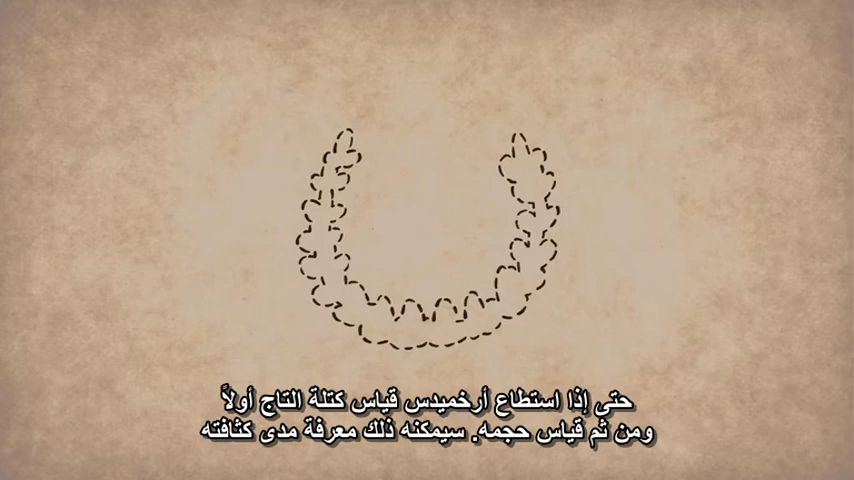 حتى إذا استطاع أرخميدس قياس كتلة التاج أولاً
ومن ثم قياس حجمه. سيمكنه ذلك معرفة مدى كثافته